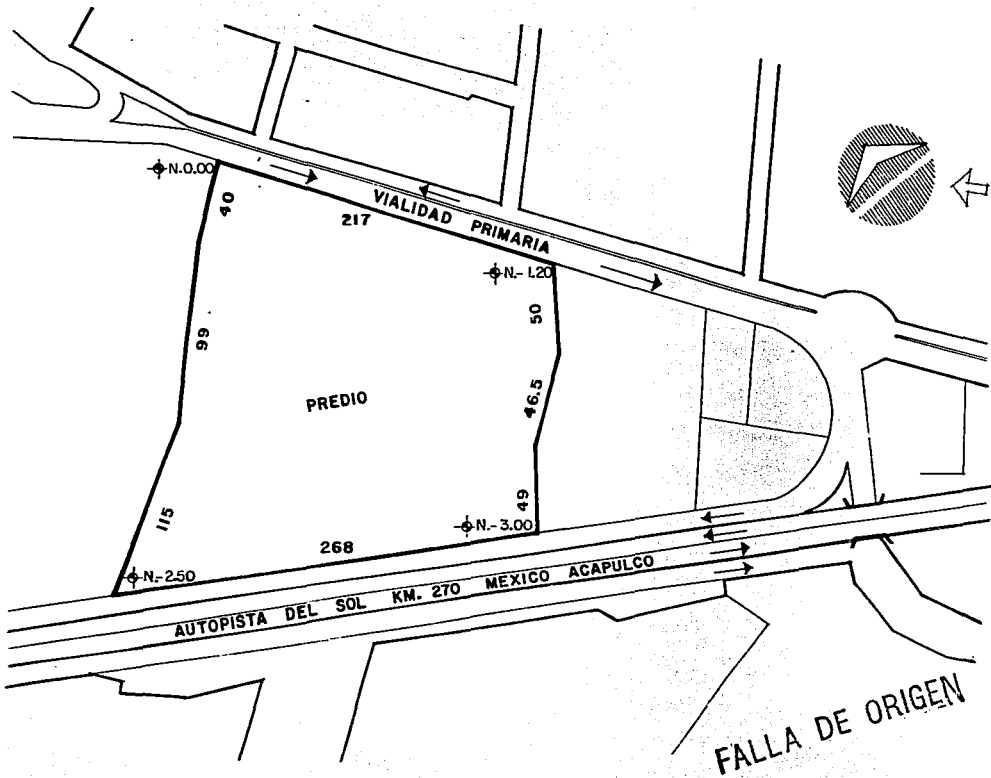 N.0.00
40
217
VIALIDAD PRIMARIA
N.-1.20
50
99
46.5
PREDIO
49
115
N.-3.00
268
N.-2.50
AUTOPISTA DEL SOL KM. 270 MEXICO ACAPULCO
FALLA DE ORIGEN